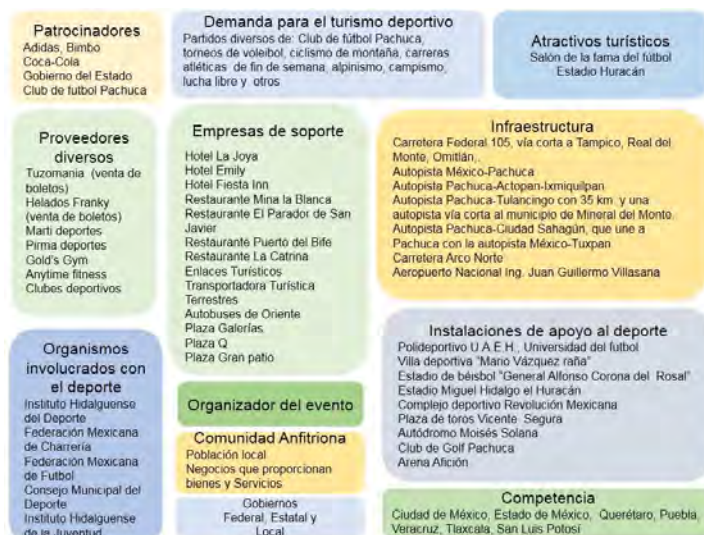 Patrocinadores
Adidas, Bimbo
Coca-Cola
Gobierno del Estado
Club de futbol Pachuca
Demanda para el turismo deportivo
Partidos diversos de: Club de fútbol Pachuca,
torneos de voleibol, ciclismo de montaña, carreras
atléticas de fin de semana, alpinismo, campismo,
lucha libre y otros
Atractivos turísticos
Salón de la fama del fútbol
Estadio Huracán
Proveedores
diversos
Tuzomania (venta de
boletos)
Helados Franky
(venta de boletos)
Marti deportes
Pirma deportes
Gold's Gym
Anytime fitness
Clubes deportivos
Empresas de soporte
Hotel La Joya
Hotel Emily
Hotel Fiesta Inn
Restaurante Mina la Blanca
Restaurante El Parador de San
Javier
Restaurante Puerto del Bife
Restaurante La Catrina
Enlaces Turísticos
Transportadora Turística
Terrestres
Autobuses de Oriente
Plaza Galerías
Plaza Q
Plaza Gran patio
Infraestructura
Carretera Federal 105, vía corta a Tampico, Real del
Monte, Omitlán,
Autopista México-Pachuca
Autopista Pachuca-Actopan-Ixmiquilpan
Autopista Pachuca-Tulancingo con 35 km. y una
autopista vía corta al municipio de Mineral del Monte.
Autopista Pachuca-Ciudad Sahagún, que une a
Pachuca con la autopista México-Tuxpan
Carretera Arco Norte
Aeropuerto Nacional Ing. Juan Guillermo Villasana
Organismos
involucrados con
el deporte
Instituto Hidalguense
del Deporte
Federación Mexicana
de Charrería
Federación Mexicana
de Futbol
Consejo Municipal del
Deporte
Instituto Hidalguense
de la Juventud
Organizador del evento
Comunidad Anfitriona
Población local
Negocios que proporcionan
bienes y Servicios
Gobiernos
Federal, Estatal y
Local
Instalaciones de apoyo al deporte
Polideportivo U.A.E.H., Universidad del futbol
Villa deportiva "Mario Vázquez raña"
Estadio de béisbol "General Alfonso Corona del Rosal"
Estadio Miguel Hidalgo el Huracán
Complejo deportivo Revolución Mexicana
Plaza de toros Vicente Segura
Autódromo Moisés Solana
Club de Golf Pachuca
Arena Afición
Competencia
Ciudad de México, Estado de México, Querétaro, Puebla,
Veracruz, Tlaxcala, San Luis Potosí